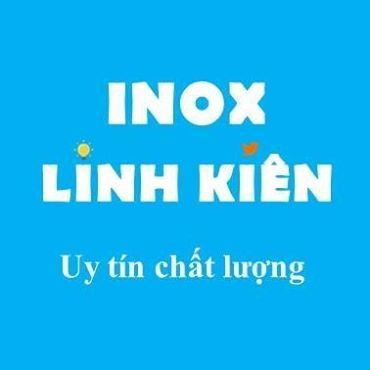 INOX
LINH KIÊN
Uy tín chất lượng